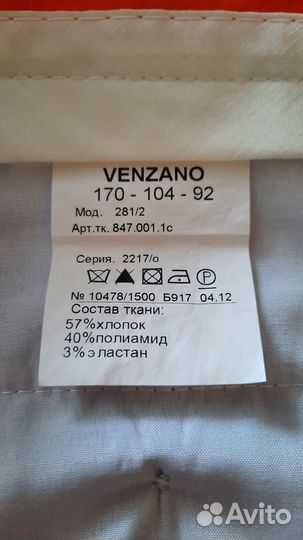 VENZANO
170 - 104 - 92
Мод. 281/2
Арт.тк. 847.001.1с
Серия. 2217/о
№ 10478/1500 Б917 04.12
Состав ткани:
57%хлопок
40%полиамид
3%эластан
Avito